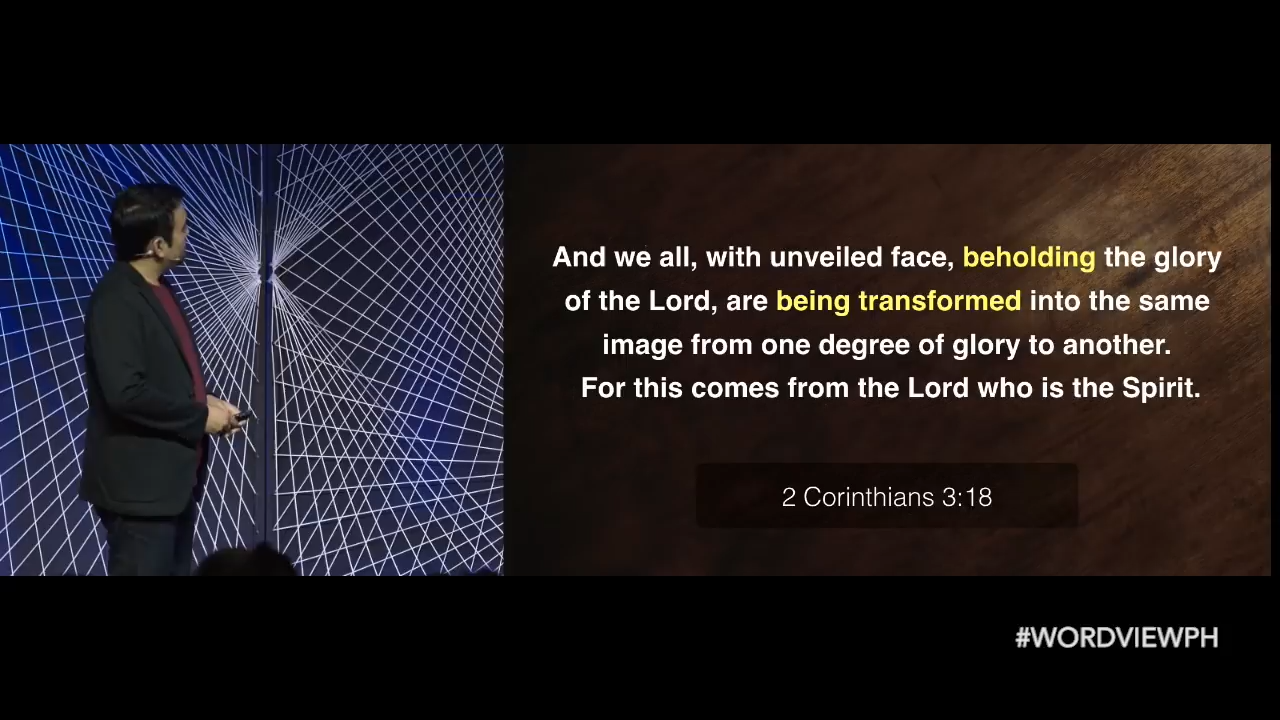 And we all, with unveiled face, beholding the glory
of the Lord, are being transformed into the same
image from one degree of glory to another.
For this comes from the Lord who is the Spirit.
2 Corinthians 3:18
#WORDVIEWPH